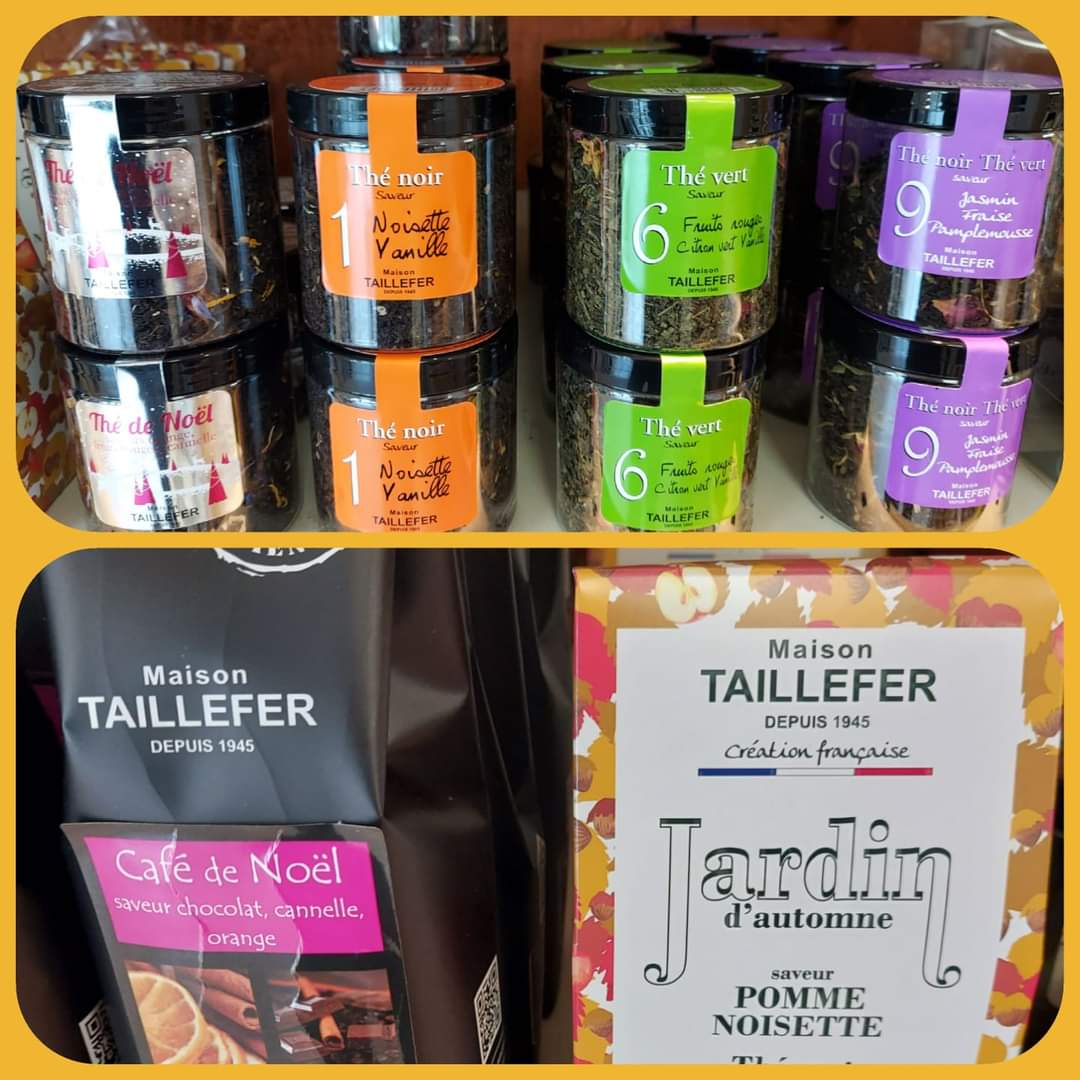 Thé de Noël
Maison
TAILLEFER
Thé noir
Saveur
1
Noisette
Vanille
Maison
TAILLEFER
DEPUIS 1945
Thé vert
Saveur
6
Fruits rouges
Citron vert Vanille
Maison
TAILLEFER
DEPUIS 1945
Thé noir Thé vert
saveur
9
Jasmin
Fraise
Pamplemousse
Maison
TAILLEFER
DEPUIS 1945
9
Thé de Noël
cannelle
Maison
TAILLEFER
Thé noir
Saveur
1
Noisette
Vanille
Maison
TAILLEFER
Thé vert
Saveur
6
Fruits rouges
Citron vert Vanille
Maison
TAILLEFER
Thé noir Thé vert
saveur
9
Jasmin
Fraise
Pamplemousse
Maison
TAILLEFER
DEPUIS 1945
Maison
TAILLEFER
DEPUIS 1945
Café de Noël
saveur chocolat, cannelle,
orange
Maison
TAILLEFER
DEPUIS 1945
Création française
Jardin
d'automne
saveur
POMME
NOISETTE